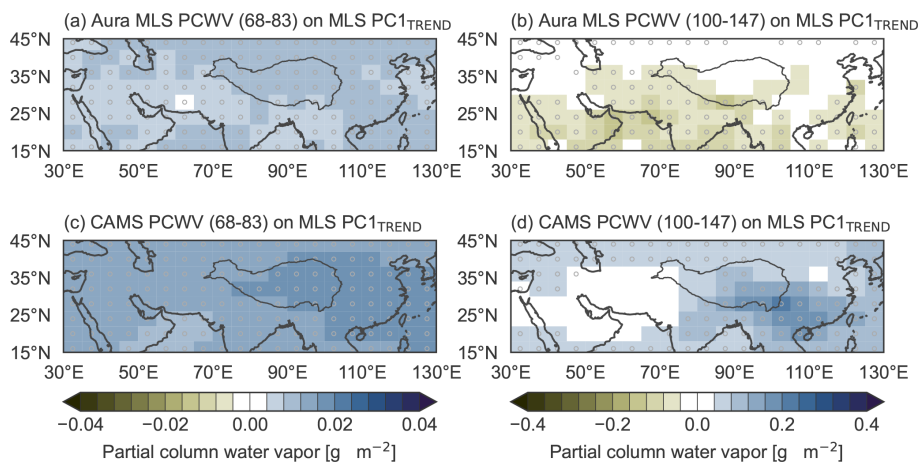 (a) Aura MLS PCWV (68-83) on MLS PC1TREND
(b) Aura MLS PCWV (100-147) on MLS PC1TREND
45°N
35°N
25°N
15°N
30°E 50°E 70°E 90°E 110°E 130°E
45°N
35°N
25°N
15°N
30°E 50°E 70°E 90°E 110°E 130°E
(c) CAMS PCWV (68-83) on MLS PC1TREND
(d) CAMS PCWV (100-147) on MLS PC1TREND
45°N
35°N
25°N
15°N
30°E 50°E 70°E 90°E 110°E 130°E
45°N
35°N
25°N
15°N
30°E 50°E 70°E 90°E 110°E 130°E
−0.04 −0.02 0.00 0.02 0.04
Partial column water vapor [g m−2]
−0.4 −0.2 0.0 0.2 0.4
Partial column water vapor [g m−2]